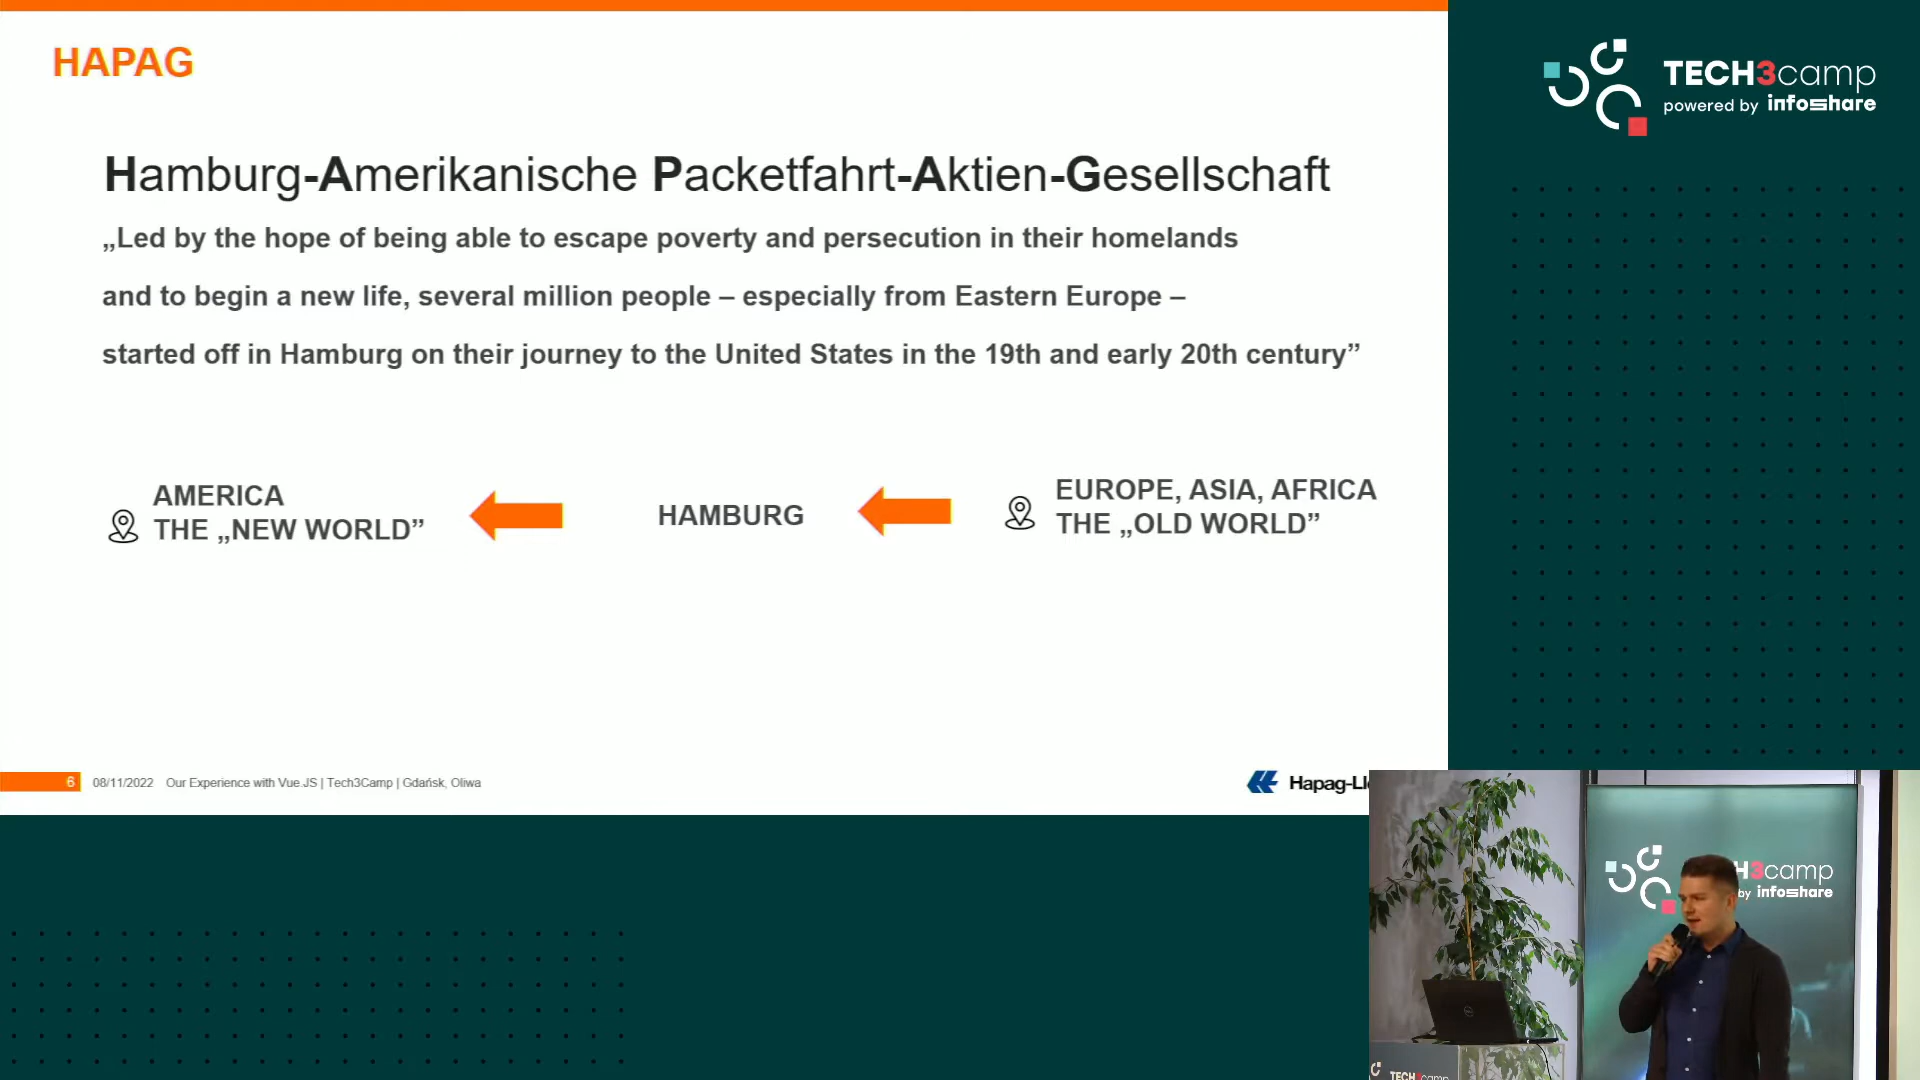 HAPAG
Hamburg-Amerikanische Packetfahrt-Aktien-Gesellschaft
„Led by the hope of being able to escape poverty and persecution in their homelands
and to begin a new life, several million people – especially from Eastern Europe –
started off in Hamburg on their journey to the United States in the 19th and early 20th century”
AMERICA
THE „NEW WORLD”
HAMBURG
EUROPE, ASIA, AFRICA
THE „OLD WORLD”
6 08/11/2022 Our Experience with Vue.JS | Tech3Camp | Gdańsk, Oliwa
Hapag-Ll
TECH3camp
powered by infoshare
H3camp
by infoshare
TECH3camp